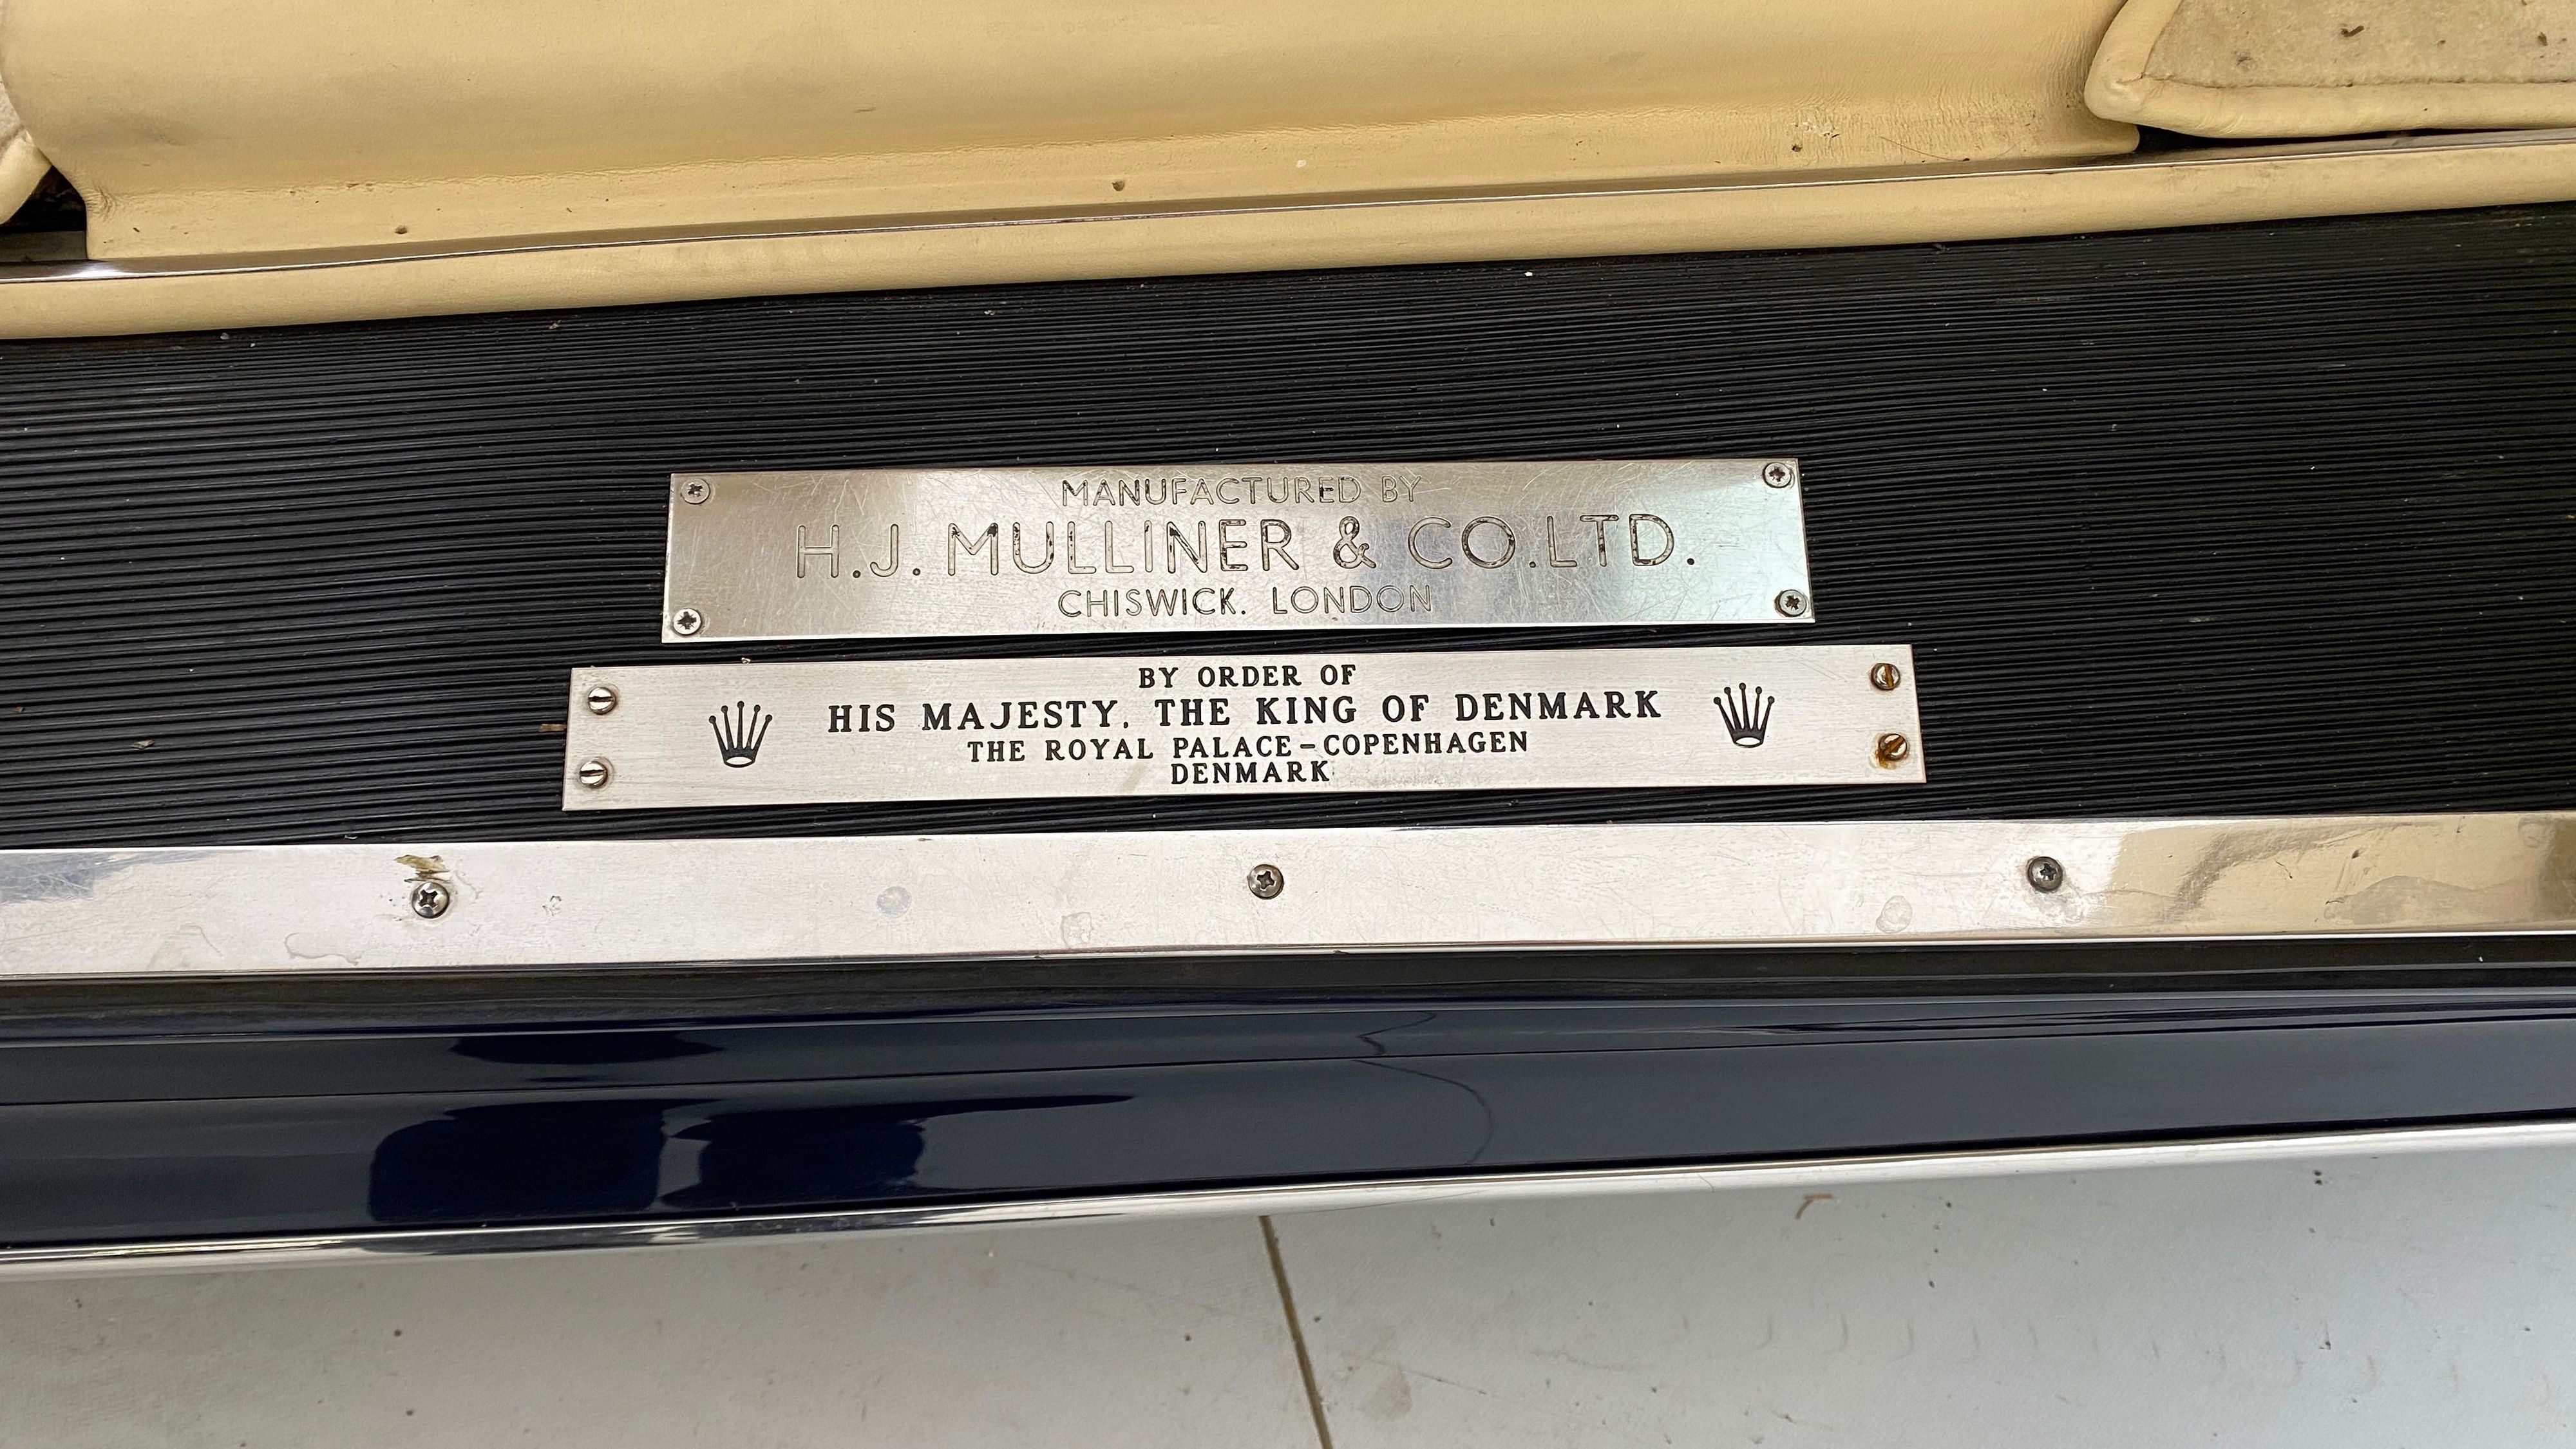 MANUFACTURED BY
H.J. MULLINER & CO.LTD.
CHISWICK. LONDON
BY ORDER OF
HIS MAJESTY, THE KING OF DENMARK
THE ROYAL PALACE-COPENHAGEN
DENMARK